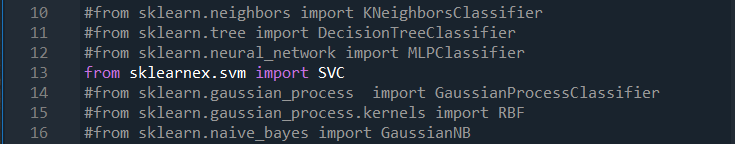 10 #from sklearn.neighbors import KNeighborsClassifier
11 #from sklearn.tree import DecisionTreeClassifier
12 #from sklearn.neural_network import MLPClassifier
13 from sklearnex.svm import SVC
14 #from sklearn.gaussian_process  import GaussianProcessClassifier
15 #from sklearn.gaussian_process.kernels import RBF
16 #from sklearn.naive_bayes import GaussianNB